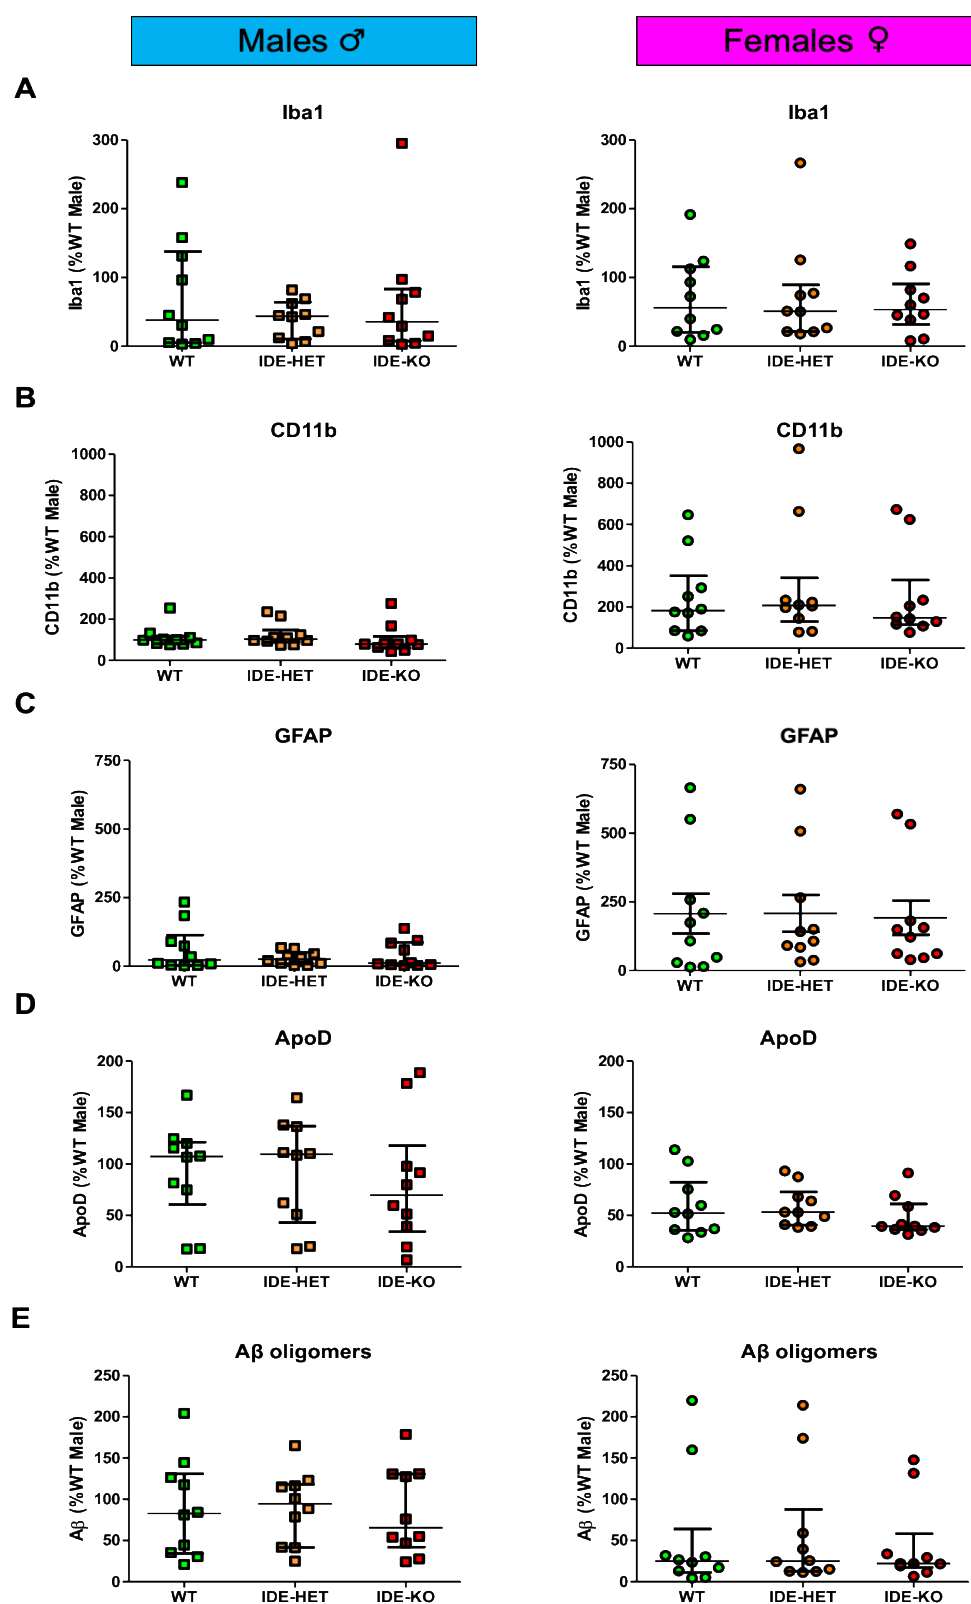 Males ♂
Females ♀
A
Iba1
Iba1
Iba1 (%WT Male)
300
200
100
0
WT IDE-HET IDE-KO
Iba1 (%WT Male)
300
200
100
0
WT IDE-HET IDE-KO
B
CD11b
CD11b
CD11b (%WT Male)
1000
800
600
400
200
0
WT IDE-HET IDE-KO
CD11b (%WT Male)
1000
800
600
400
200
0
WT IDE-HET IDE-KO
C
GFAP
GFAP
GFAP (%WT Male)
750
500
250
0
WT IDE-HET IDE-KO
GFAP (%WT Male)
750
500
250
0
WT IDE-HET IDE-KO
D
ApoD
ApoD
ApoD (%WT Male)
200
150
100
50
0
WT IDE-HET IDE-KO
ApoD (%WT Male)
200
150
100
50
0
WT IDE-HET IDE-KO
E
Aβ oligomers
Aβ oligomers
Aβ (%WT Male)
250
200
150
100
50
0
WT IDE-HET IDE-KO
Aβ (%WT Male)
250
200
150
100
50
0
WT IDE-HET IDE-KO